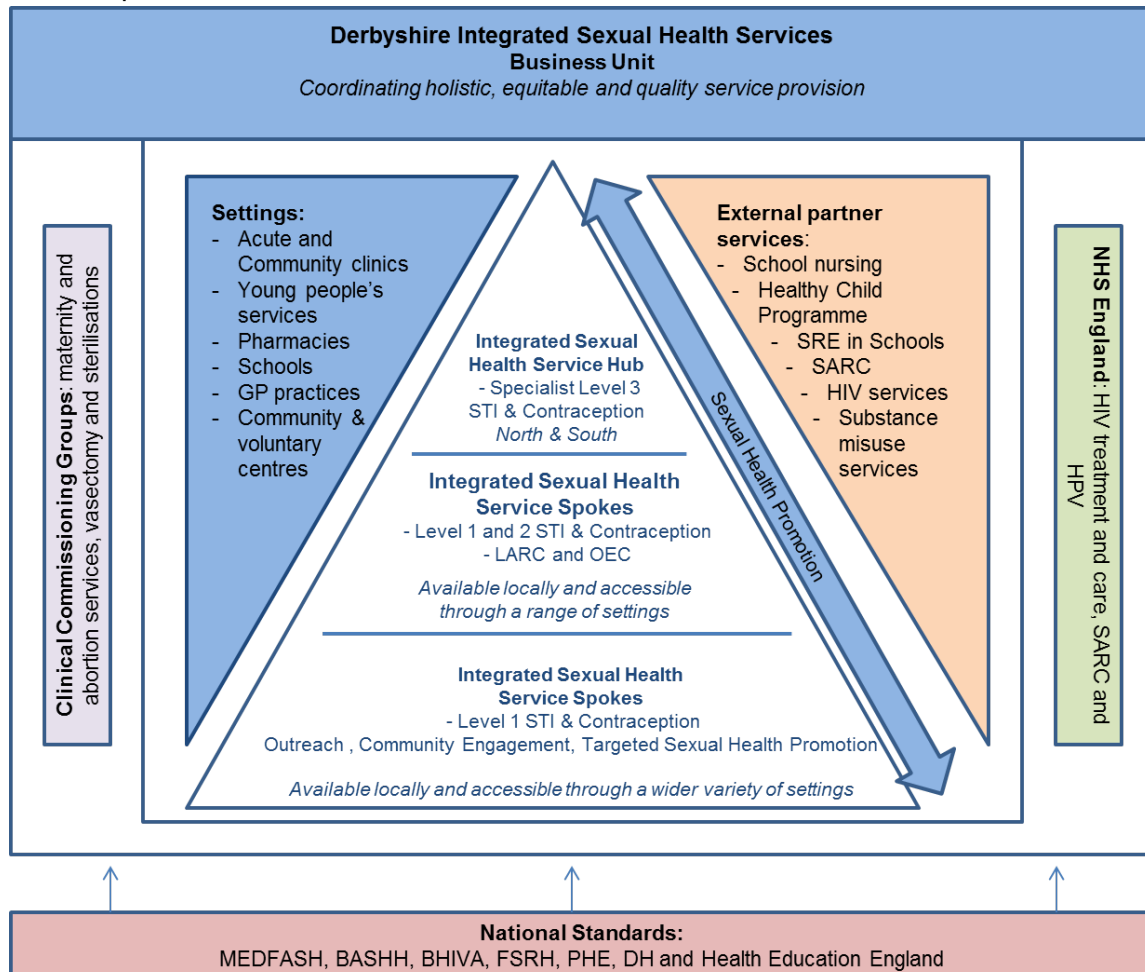 Derbyshire Integrated Sexual Health Services
Business Unit
Coordinating holistic, equitable and quality service provision
Clinical Commissioning Groups: maternity and
abortion services, vasectomy and sterilisations
Settings:
- Acute and
Community clinics
- Young people's
services
- Pharmacies
- Schools
- GP practices
- Community &
voluntary
centres
Integrated Sexual
Health Service Hub
- Specialist Level 3
STI & Contraception
North & South
Integrated Sexual Health
Service Spokes
- Level 1 and 2 STI & Contraception
- LARC and OEC
Available locally and accessible
through a range of settings
Integrated Sexual Health
Service Spokes
- Level 1 STI & Contraception
Outreach , Community Engagement, Targeted Sexual Health Promotion
Available locally and accessible through a wider variety of settings
Sexual Health Promotion
External partner
services:
- School nursing
- Healthy Child
Programme
- SRE in Schools
- SARC
- HIV services
- Substance
misuse
services
NHS England: HIV treatment and care, SARC and
HPV
National Standards:
MEDFASH, BASHH, BHIVA, FSRH, PHE, DH and Health Education England